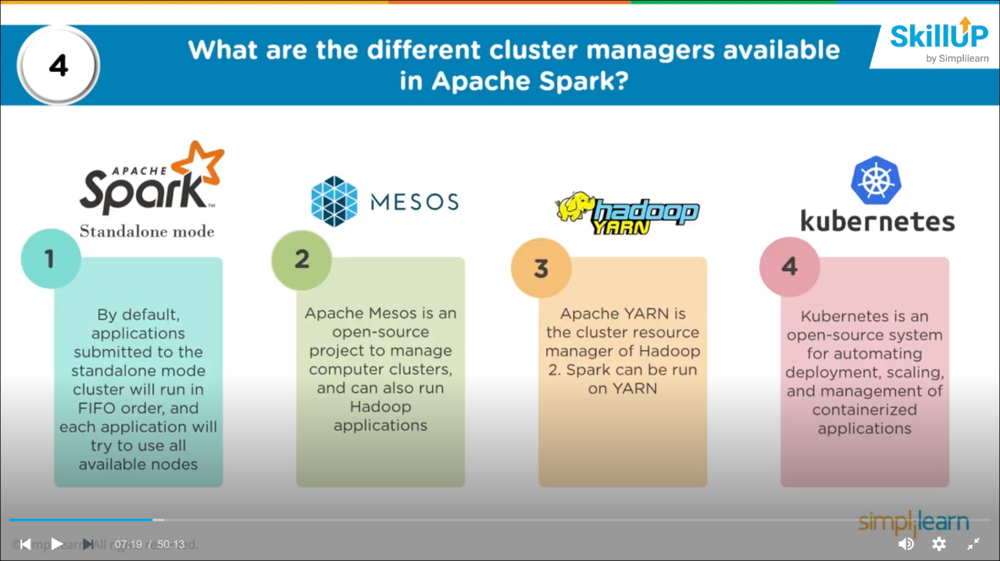 4
What are the different cluster managers available
in Apache Spark?
SkillUP
by Simplilearn
APACHE
Spark
TM
Standalone mode
MESOS
hadoop
YARN
kubernetes
1
By default,
applications
submitted to the
standalone mode
cluster will run in
FIFO order, and
each application will
try to use all
available nodes
2
Apache Mesos is an
open-source
project to manage
computer clusters,
and can also run
Hadoop
applications
3
Apache YARN is
the cluster resource
manager of Hadoop
2. Spark can be run
on YARN
4
Kubernetes is an
open-source system
for automating
deployment, scaling,
and management of
containerized
applications
simplilearn
07:19 / 50:13